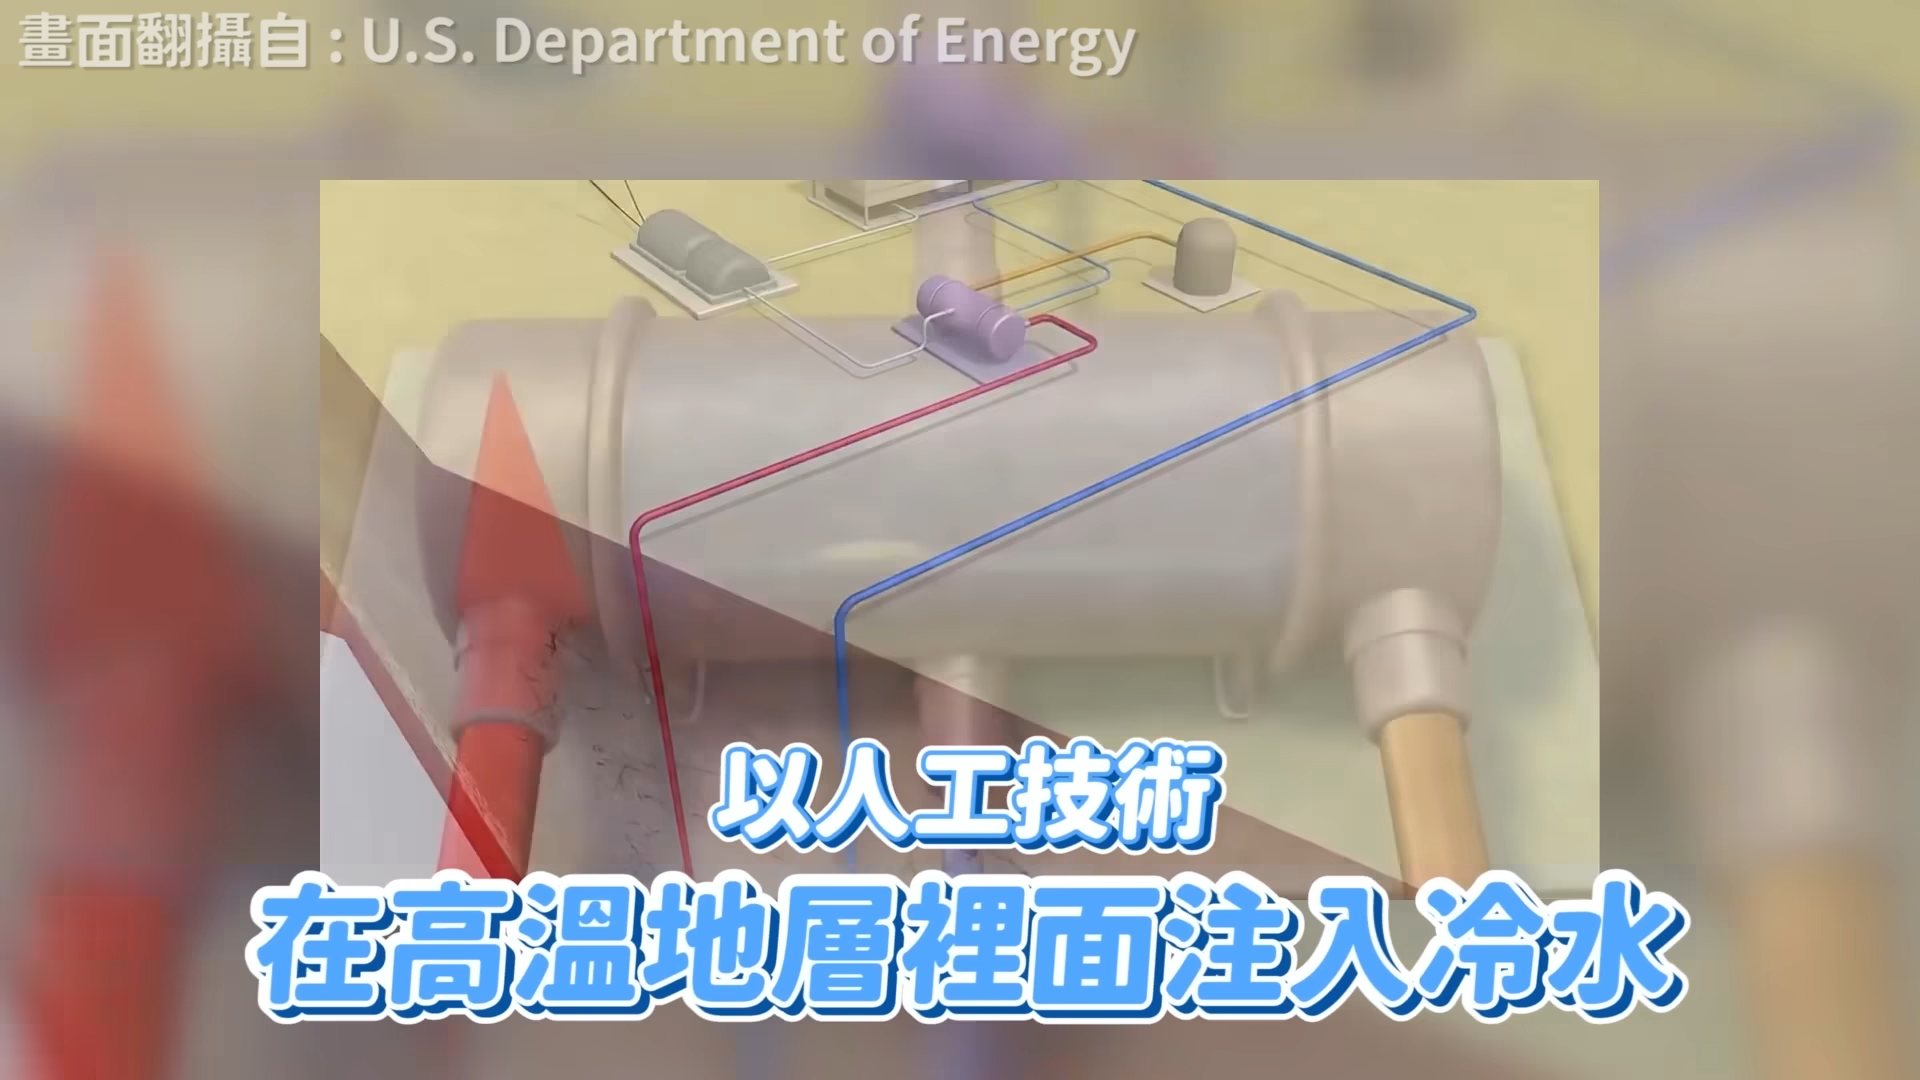 畫面翻攝自 : U.S. Department of Energy
以人工技術
在高溫地層裡面注入冷水